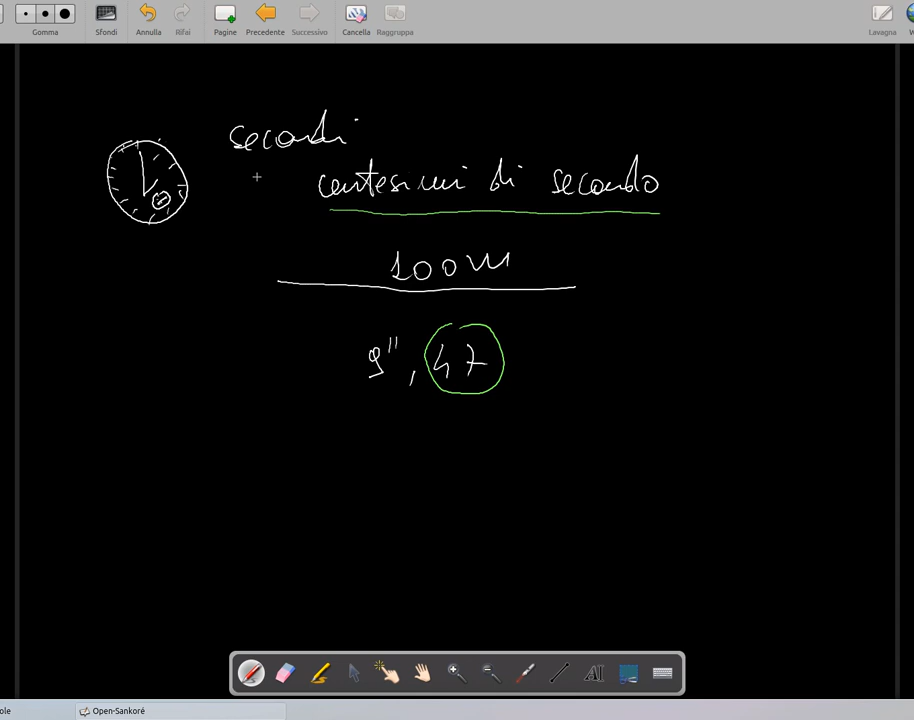 Gomma Sfondi Annulla Rifai Pagine Precedente Successivo Cancella Raggruppa Lavagna W
secondi
centesimi di secondo
100m
9'', 47
ole Open-Sankoré